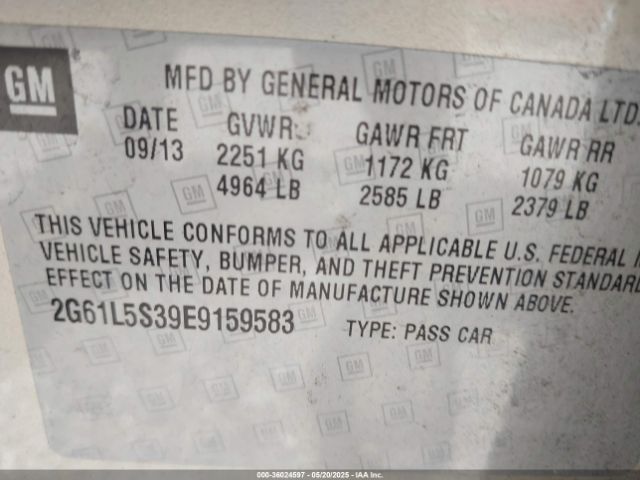 GM
MFD BY GENERAL MOTORS OF CANADA LTD.
DATE GVWR GAWR FRT GAWR RR
09/13 2251 KG 1172 KG 1079 KG
4964 LB 2585 LB 2379 LB
THIS VEHICLE CONFORMS TO ALL APPLICABLE U.S. FEDERAL
VEHICLE SAFETY, BUMPER, AND THEFT PREVENTION STANDARD
EFFECT ON THE DATE OF MANUFACTURE SHOWN ABOVE.
2G61L5S39E9159583 TYPE: PASS CAR
000-36024597 - 05/20/2025 - IAA Inc.